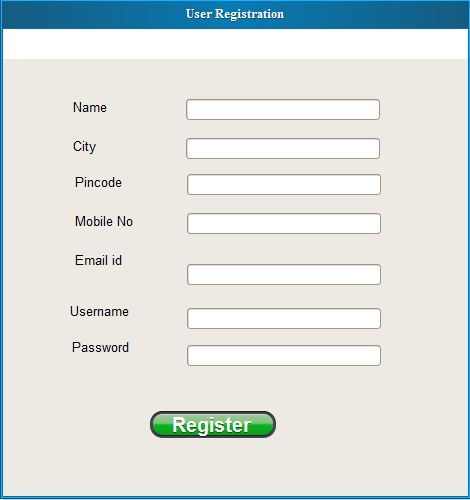 User Registration
Name
City
Pincode
Mobile No
Email id
Username
Password
Register